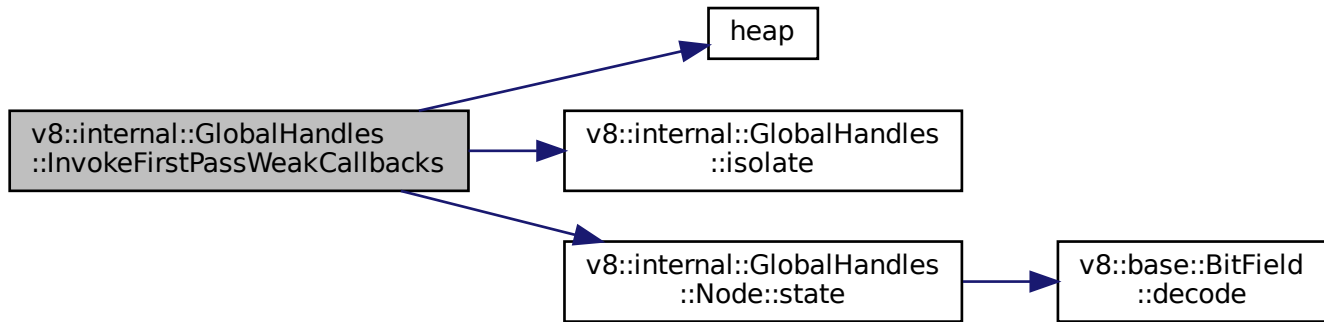 heap
v8::internal::GlobalHandles
::InvokeFirstPassWeakCallbacks
v8::internal::GlobalHandles
::isolate
v8::internal::GlobalHandles
::Node::state
v8::base::BitField
::decode